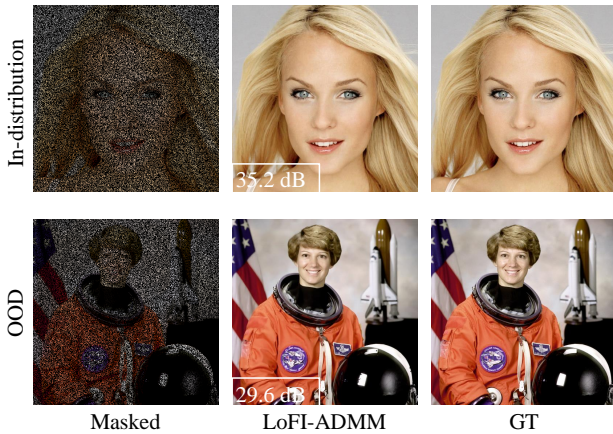 In-distribution
35.2 dB
OOD
29.6 dB
Masked
LoFI-ADMM
GT